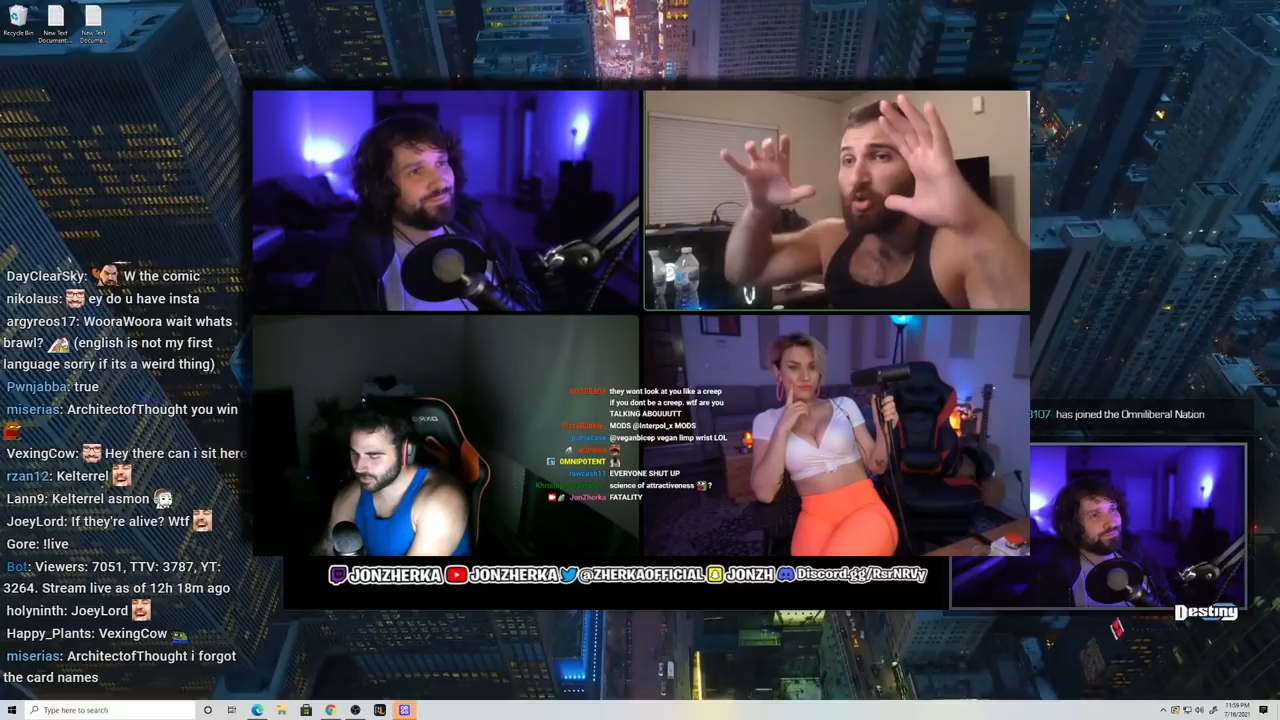 Recycle Bin
New Text Document...
New Text Docume...
DayClearSky: W the comic
nikolaus: ey do u have insta
argyreos17: WooraWoora wait whats
brawl? (english is not my first
language sorry if its a weird thing)
Pwnjabba: true
miserias: ArchitectofThought you win
VexingCow: Hey there can i sit here
rzan12: Kelterrel
Lann9: Kelterrel asmon
JoeyLord: If they're alive? Wtf
Gore: !live
Bot: Viewers: 7051, TTV: 3787, YT:
3264. Stream live as of 12h 18m ago
holyninth: JoeyLord
Happy_Plants: VexingCow
miserias: ArchitectofThought i forgot
the card names
they wont look at you like a creep
if you dont be a creep. wtf are you
TALKING ABOUUUTT
MODS @Interpol_x MODS
@veganbicep vegan limp wrist LOL
OMNIP0TENT
EVERYONE SHUT UP
science of attractiveness ?
JonZherka FATALITY
has joined the Omniliberal Nation
JONZHERKA JONZHERKA @ZHERKAOFFICIAL JONZH Discord.gg/RsrNRVy
Destiny
Type here to search
11:59 PM
7/16/2021